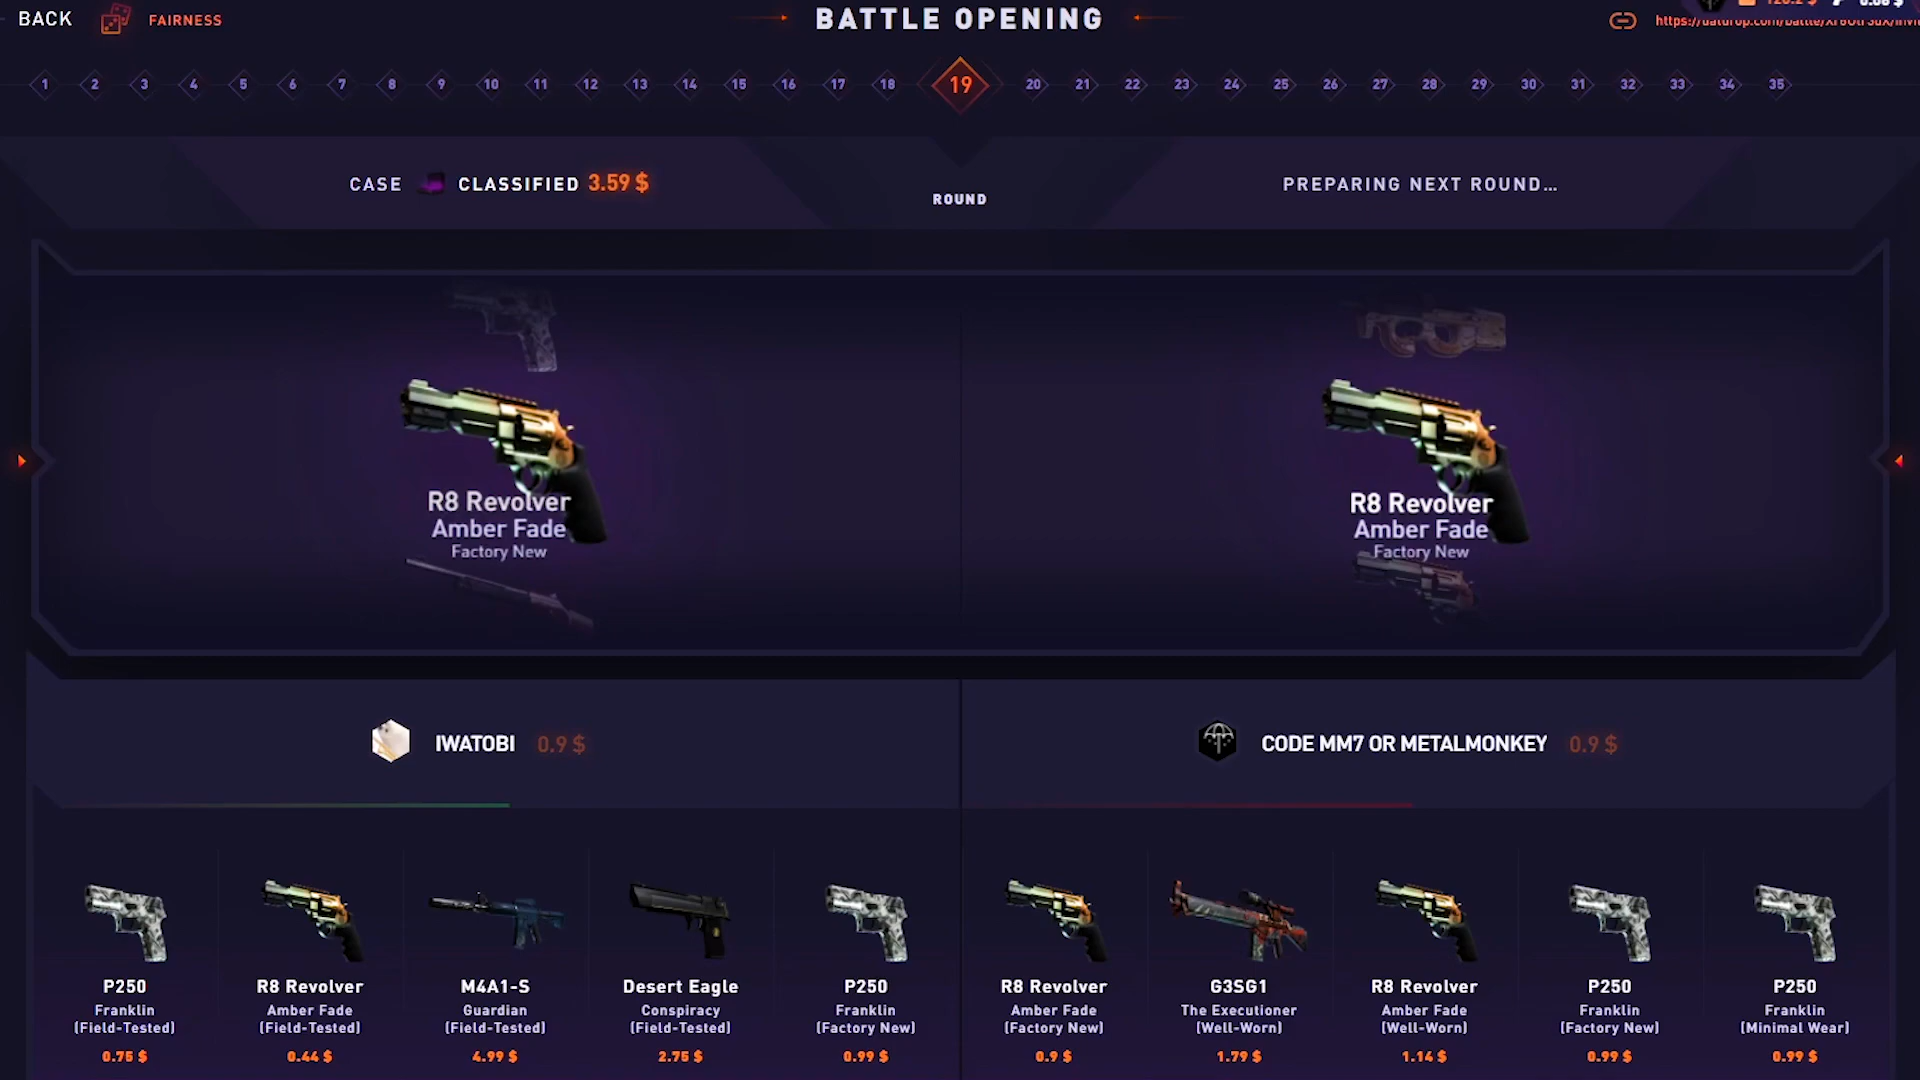 BACK
FAIRNESS
BATTLE OPENING
1 2 3 4 5 6 7 8 9 10 11 12 13 14 15 16 17 18 19 20 21 22 23 24 25 26 27 28 29 30 31 32 33 34 35
CASE CLASSIFIED 3.59 $
ROUND
PREPARING NEXT ROUND...
R8 Revolver
Amber Fade
Factory New
R8 Revolver
Amber Fade
Factory New
IWATOBI 0.9 $
CODE MM7 OR METALMONKEY 0.9 $
P250
Franklin
(Field-Tested)
0.75 $
R8 Revolver
Amber Fade
(Field-Tested)
0.44 $
M4A1-S
Guardian
(Field-Tested)
4.99 $
Desert Eagle
Conspiracy
(Field-Tested)
2.75 $
P250
Franklin
(Factory New)
0.99 $
R8 Revolver
Amber Fade
(Factory New)
0.9 $
G3SG1
The Executioner
(Well-Worn)
1.79 $
R8 Revolver
Amber Fade
(Well-Worn)
1.14 $
P250
Franklin
(Factory New)
0.99 $
P250
Franklin
(Minimal Wear)
0.99 $